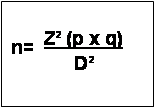 n= Z² (p x q)
D²